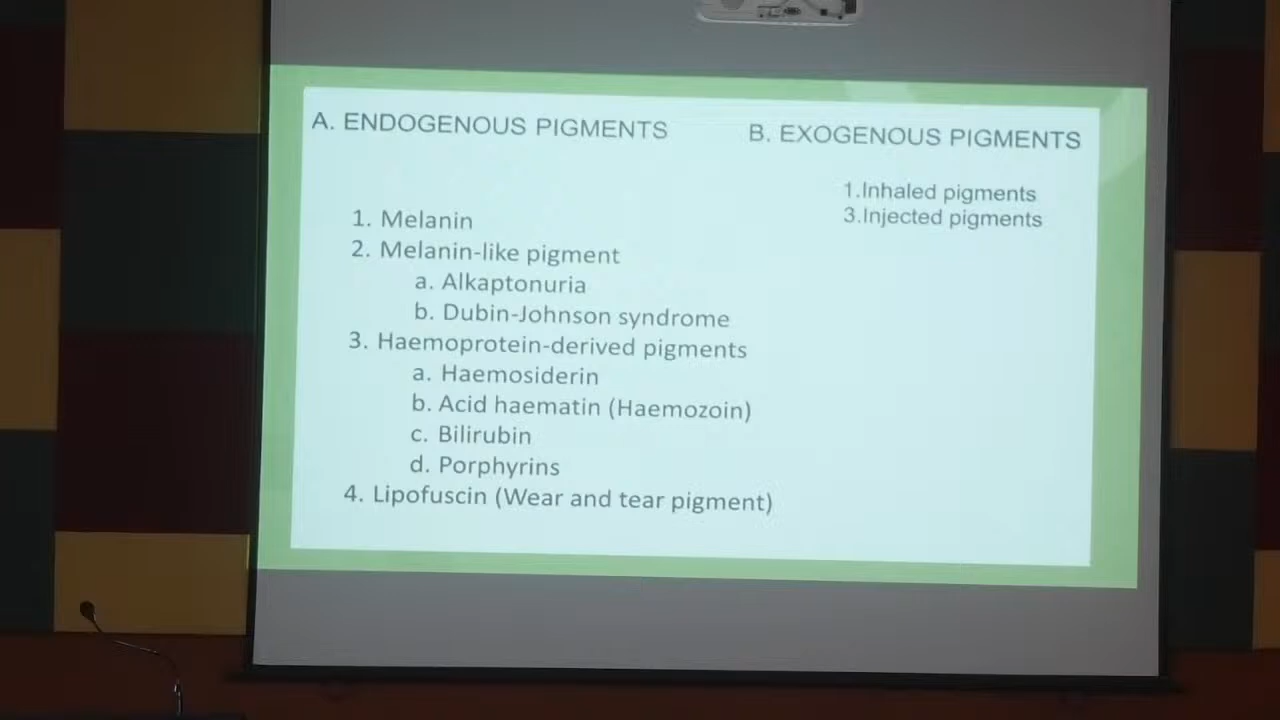 A. ENDOGENOUS PIGMENTS
1. Melanin
2. Melanin-like pigment
a. Alkaptonuria
b. Dubin-Johnson syndrome
3. Haemoprotein-derived pigments
a. Haemosiderin
b. Acid haematin (Haemozoin)
c. Bilirubin
d. Porphyrins
4. Lipofuscin (Wear and tear pigment)
B. EXOGENOUS PIGMENTS
1.Inhaled pigments
3.Injected pigments